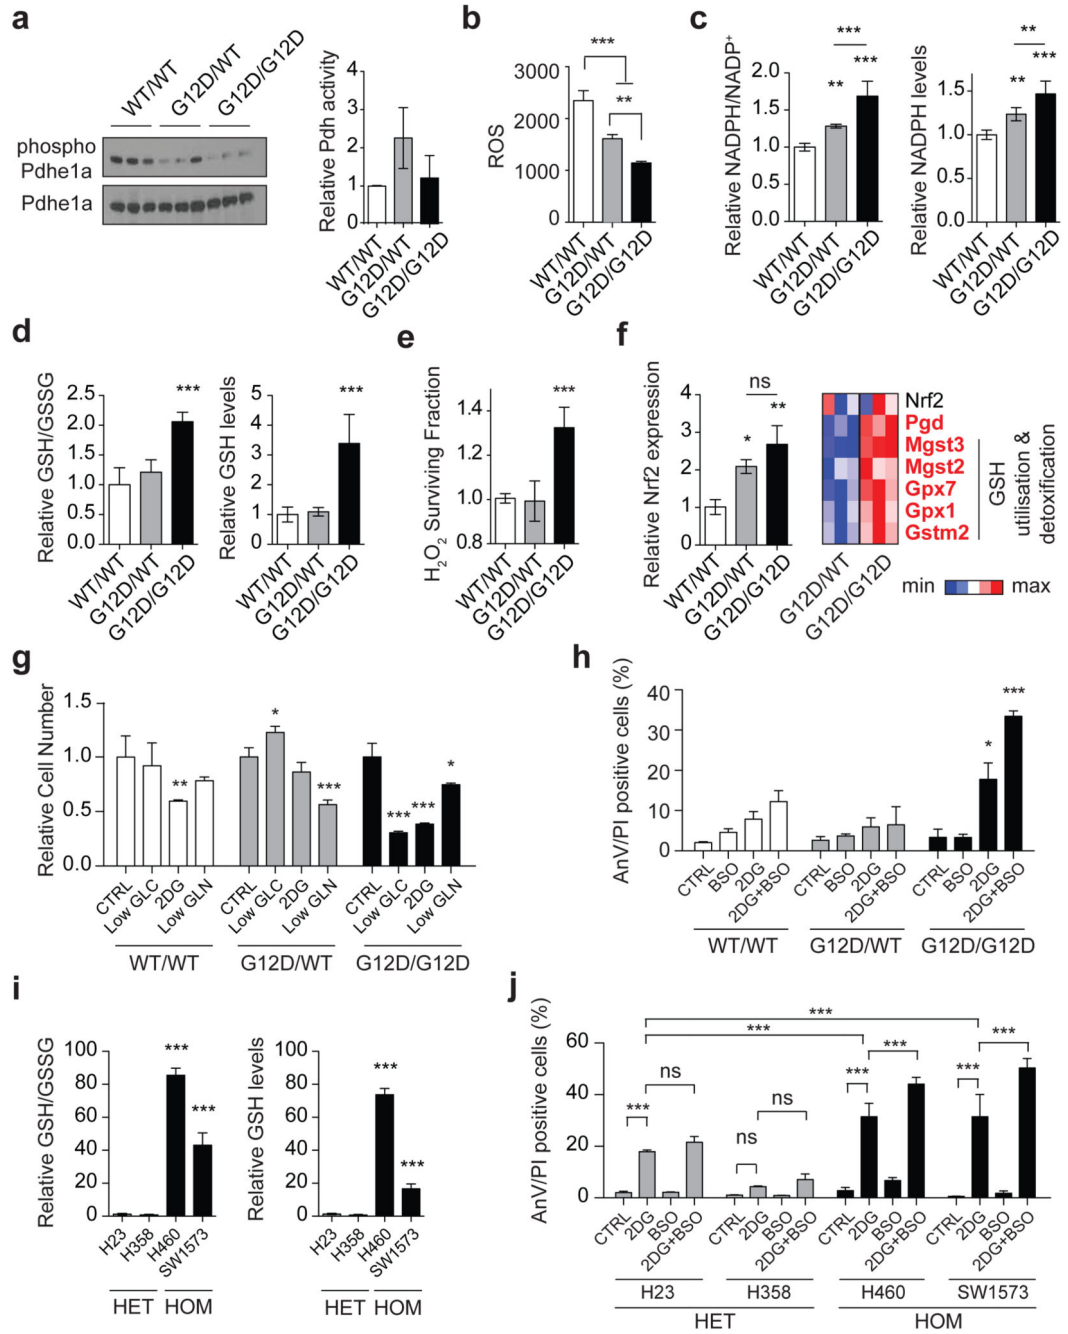 a
WT/WT
G12D/WT
G12D/G12D
phospho
Pdhe1a
Pdhe1a
Relative Pdh activity
4
3
2
1
0
WT/WT
G12D/WT
G12D/G12D
b
***
**
ROS
3000
2000
1000
0
WT/WT
G12D/WT
G12D/G12D
c
***
***
**
Relative NADPH/NADP+
2.0
1.5
1.0
0.5
0.0
WT/WT
G12D/WT
G12D/G12D
**
***
**
Relative NADPH levels
1.5
1.0
0.5
0.0
WT/WT
G12D/WT
G12D/G12D
d
***
Relative GSH/GSSG
2.5
2.0
1.5
1.0
0.5
0.0
WT/WT
G12D/WT
G12D/G12D
***
Relative GSH levels
5
4
3
2
1
0
WT/WT
G12D/WT
G12D/G12D
e
***
H2O2 Surviving Fraction
1.4
1.2
1.0
0.8
WT/WT
G12D/WT
G12D/G12D
f
ns
**
*
Relative Nrf2 expression
4
3
2
1
0
WT/WT
G12D/WT
G12D/G12D
Nrf2
Pgd
Mgst3
Mgst2
Gpx7
Gpx1
Gstm2
GSH
utilisation &
detoxification
G12D/WT
G12D/G12D
min max
g
Relative Cell Number
1.5
1.0
0.5
0.0
**
*
***
***
***
*
CTRL
Low GLC
2DG
Low GLN
CTRL
Low GLC
2DG
Low GLN
CTRL
Low GLC
2DG
Low GLN
WT/WT
G12D/WT
G12D/G12D
h
AnV/PI positive cells (%)
40
30
20
10
0
*
***
CTRL
BSO
2DG
2DG+BSO
CTRL
BSO
2DG
2DG+BSO
CTRL
BSO
2DG
2DG+BSO
WT/WT
G12D/WT
G12D/G12D
i
Relative GSH/GSSG
100
80
60
40
20
0
***
***
H23
H358
H460
SW1573
HET
HOM
Relative GSH levels
100
80
60
40
20
0
***
***
H23
H358
H460
SW1573
HET
HOM
j
AnV/PI positive cells (%)
60
40
20
0
***
***
***
***
ns
***
***
***
ns
ns
CTRL
2DG
BSO
2DG+BSO
CTRL
2DG
BSO
2DG+BSO
CTRL
2DG
BSO
2DG+BSO
CTRL
2DG
BSO
2DG+BSO
H23
H358
H460
SW1573
HET
HOM